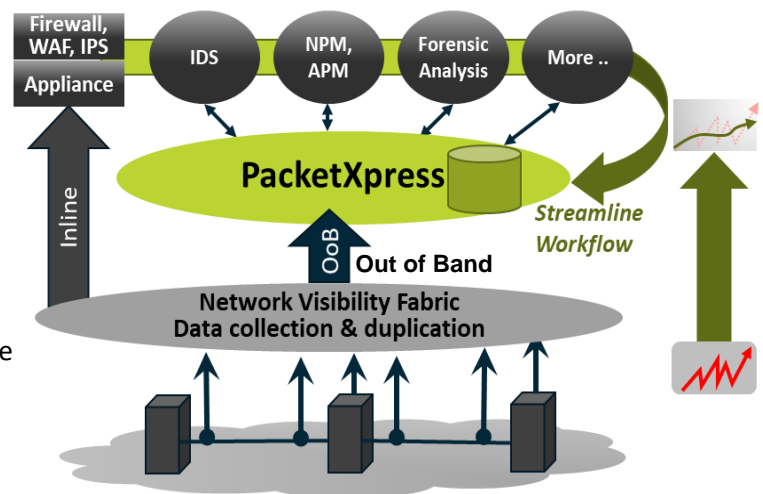 Firewall,
WAF, IPS
Appliance
IDS
NPM,
APM
Forensic
Analysis
More ..
PacketXpress
Streamline
Workflow
Inline
OoB
Out of Band
Network Visibility Fabric
Data collection & duplication
e